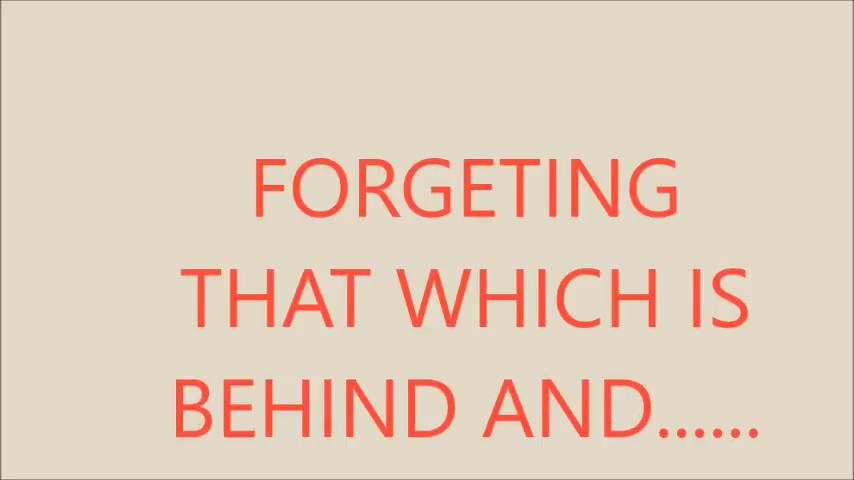 FORGETING
THAT WHICH IS
BEHIND AND......